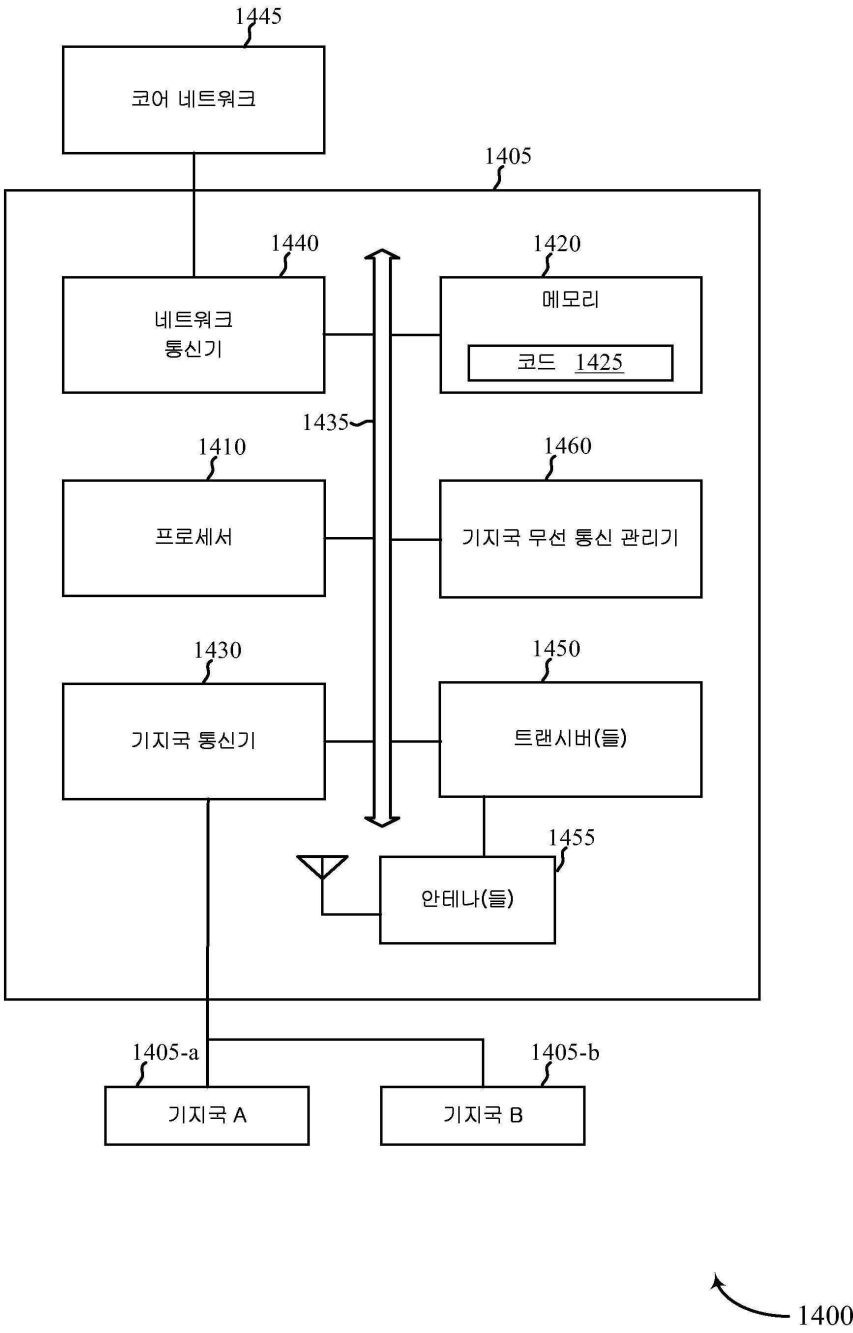 1445
코어 네트워크
1405
1440
네트워크
통신기
1420
메모리
코드 1425
1435
1410
프로세서
1460
기지국 무선 통신 관리기
1430
기지국 통신기
1450
트랜시버(들)
1455
안테나(들)
1405-a
기지국 A
1405-b
기지국 B
1400